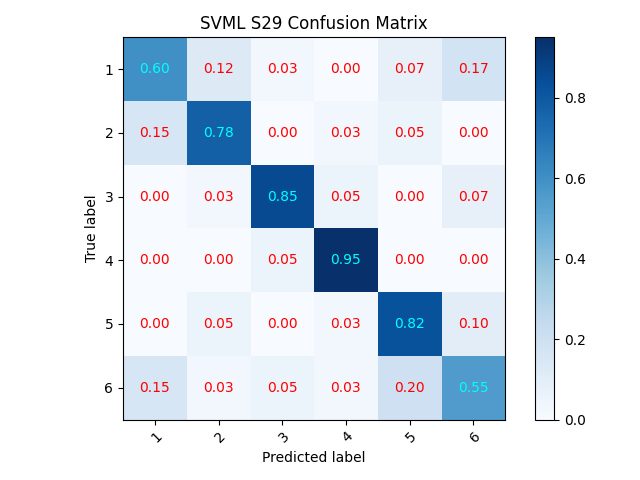 SVML S29 Confusion Matrix
1 0.60 0.12 0.03 0.00 0.07 0.17
2 0.15 0.78 0.00 0.03 0.05 0.00
3 0.00 0.03 0.85 0.05 0.00 0.07
4 0.00 0.00 0.05 0.95 0.00 0.00
5 0.00 0.05 0.00 0.03 0.82 0.10
6 0.15 0.03 0.05 0.03 0.20 0.55
1 2 3 4 5 6
True label
Predicted label
0.8
0.6
0.4
0.2
0.0